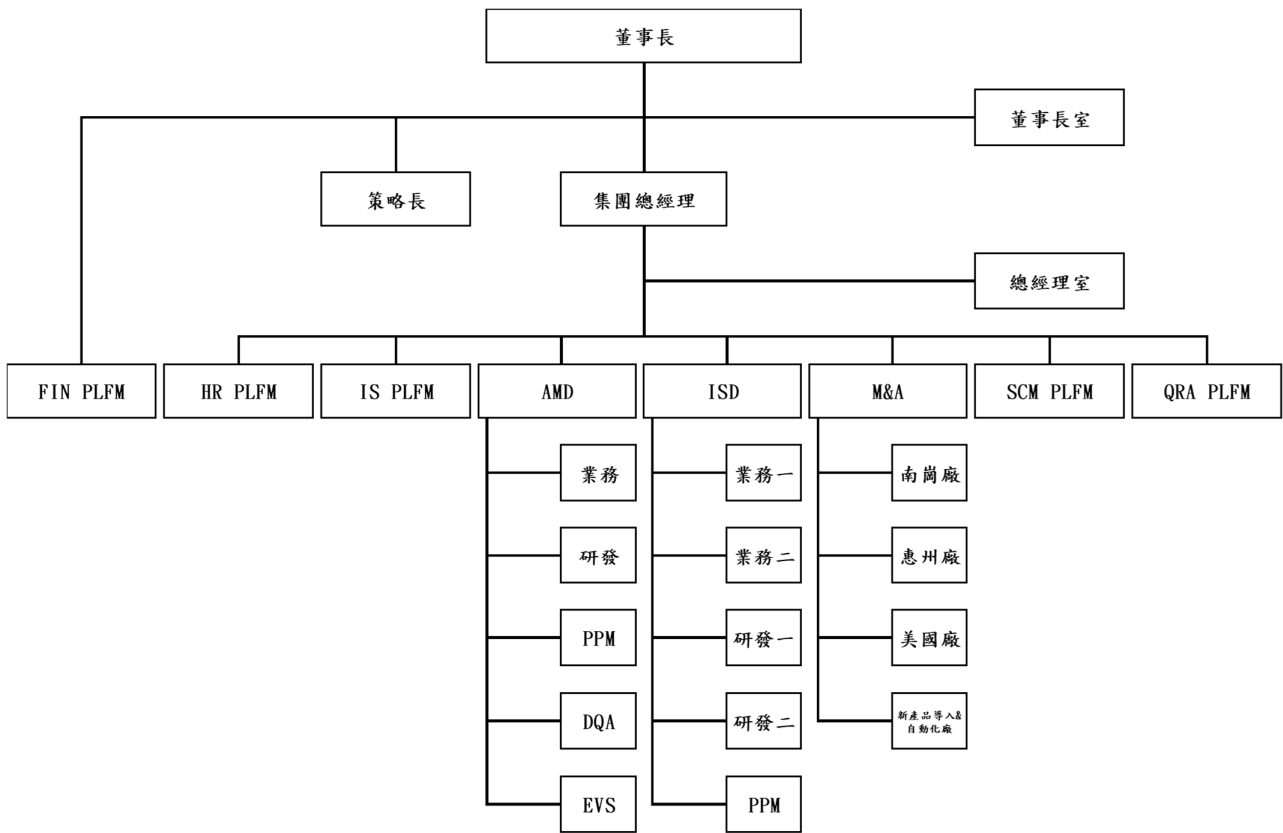 董事長
董事長室
策略長
集團總經理
總經理室
FIN PLFM
HR PLFM
IS PLFM
AMD
ISD
M&A
SCM PLFM
QRA PLFM
業務
業務一
南崗廠
研發
業務二
惠州廠
PPM
研發一
美國廠
DQA
研發二
新產品導入&
自動化廠
EVS
PPM